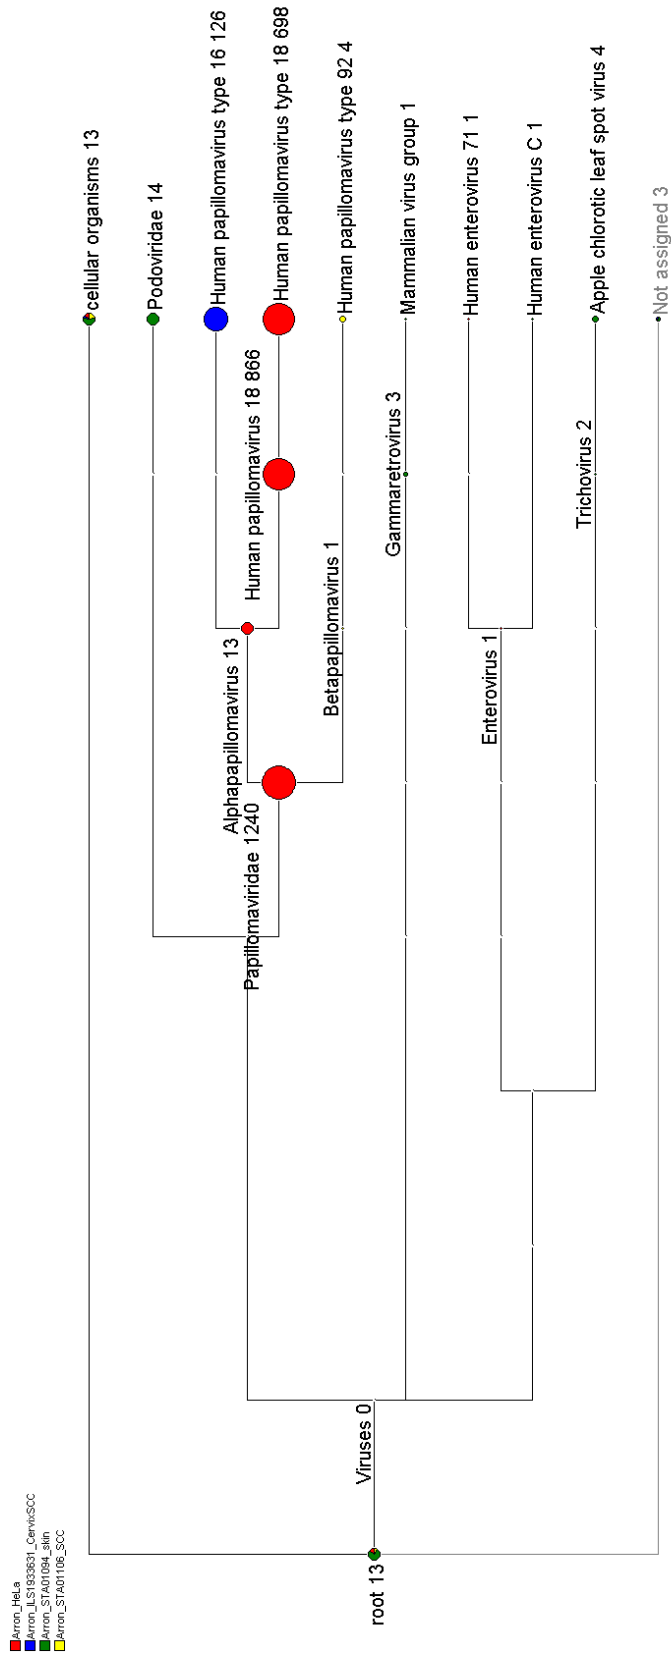 Arron_HeLa
Arron_ILS1933631_CervixSCC
Arron_STA01094_skin
Arron_STA01106_SCC
root 13
cellular organisms 13
Viruses 0
Podoviridae 14
Papillomaviridae 1240
Alphapapillomavirus 13
Human papillomavirus type 16 126
Human papillomavirus 18 866
Human papillomavirus type 18 698
Betapapillomavirus 1
Human papillomavirus type 92 4
Gammaretrovirus 3
Mammalian virus group 1
Enterovirus 1
Human enterovirus 71 1
Human enterovirus C 1
Trichovirus 2
Apple chlorotic leaf spot virus 4
Not assigned 3